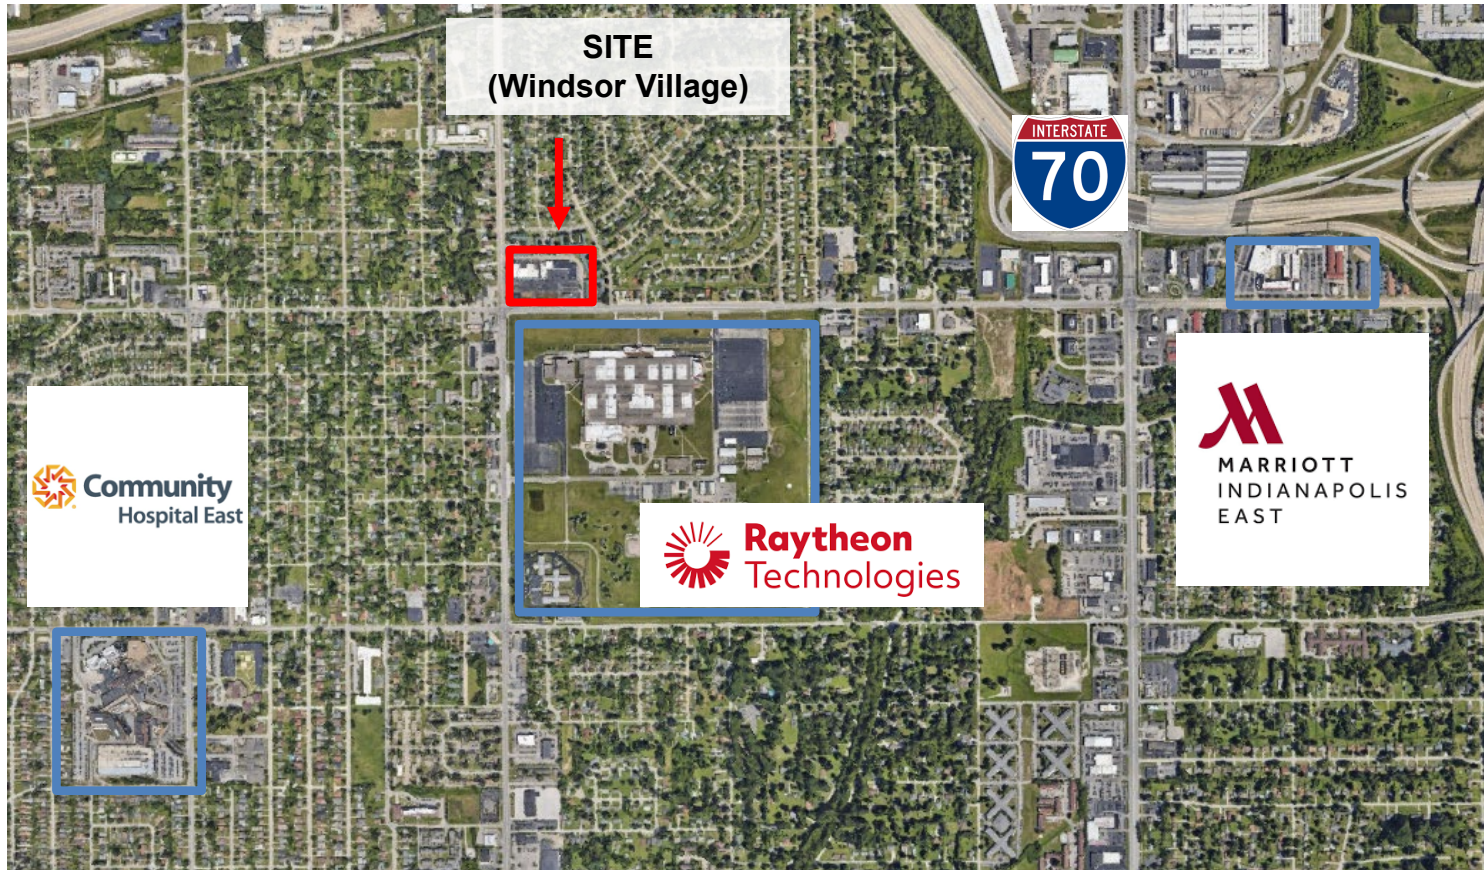 SITE
(Windsor Village)
INTERSTATE
70
Community
Hospital East
Raytheon
Technologies
MARRIOTT
INDIANAPOLIS
EAST